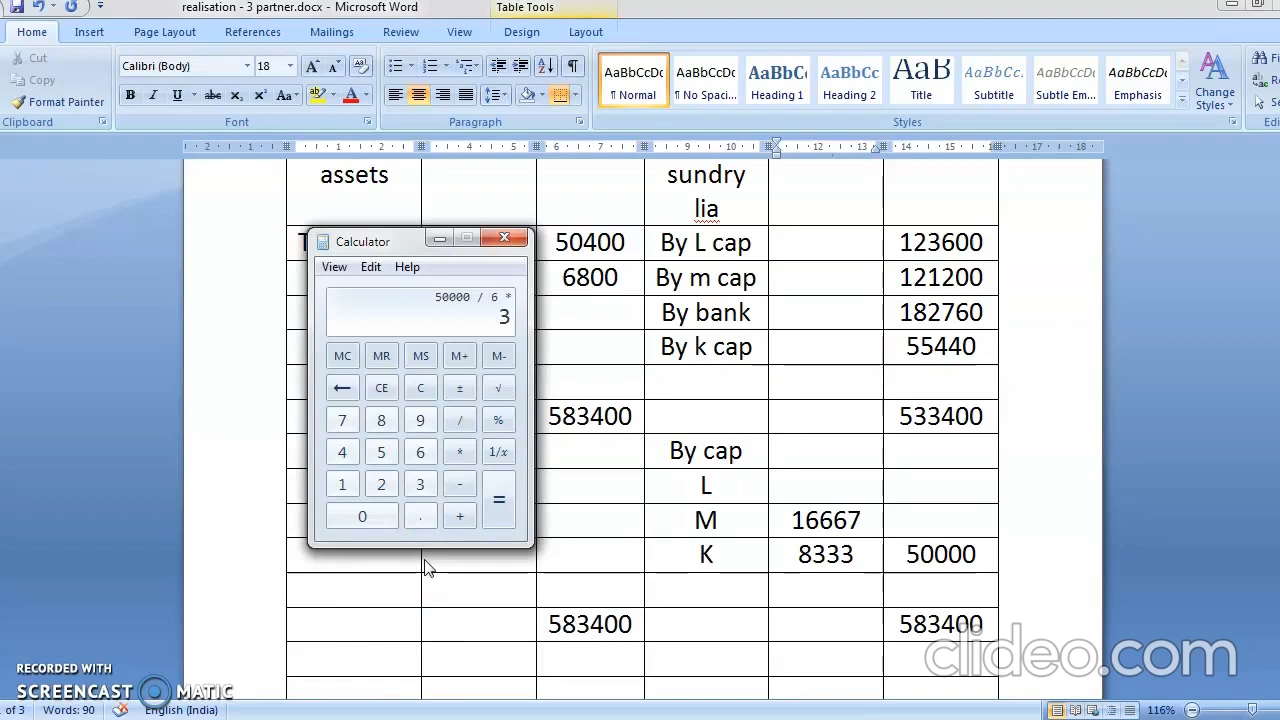 realisation - 3 partner.docx - Microsoft Word
Table Tools
Home Insert Page Layout References Mailings Review View Design Layout
Cut
Copy
Format Painter
Clipboard
Calibri (Body) 18
Font
Paragraph
AaBbCcDc AaBbCcDc AaBbC AaBbCc AaB AaBbCc. AaBbCcDc AaBbCcDc
¶ Normal ¶ No Spaci... Heading 1 Heading 2 Title Subtitle Subtle Em... Emphasis
Change
Styles
Styles
assets
sundry
lia
50400 By L cap 123600
6800 By m cap 121200
By bank 182760
By k cap 55440
583400 533400
By cap
L
M 16667
K 8333 50000
583400 583400
Calculator
View Edit Help
50000 / 6 *
3
MC MR MS M+ M-
← CE C ± √
7 8 9 / %
4 5 6 * 1/x
1 2 3 - =
0 . +
clideo.com
RECORDED WITH
SCREENCAST MATIC
1 of 3 Words: 90 English (India) 116%